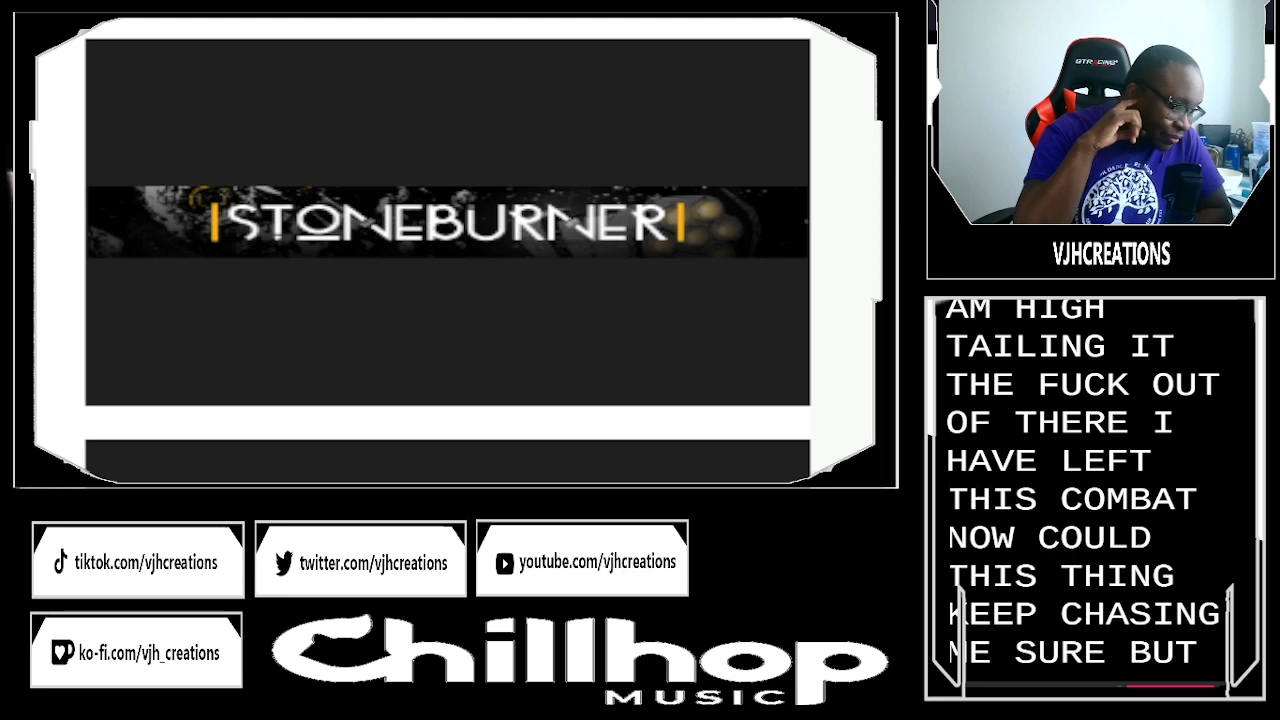 |STONEBURNER|
GTRACING
VJHCREATIONS
AM HIGH
TAILING IT
THE FUCK OUT
OF THERE I
HAVE LEFT
THIS COMBAT
NOW COULD
THIS THING
KEEP CHASING
ME SURE BUT
tiktok.com/vjhcreations
twitter.com/vjhcreations
youtube.com/vjhcreations
ko-fi.com/vjh_creations
Chillhop
MUSIC